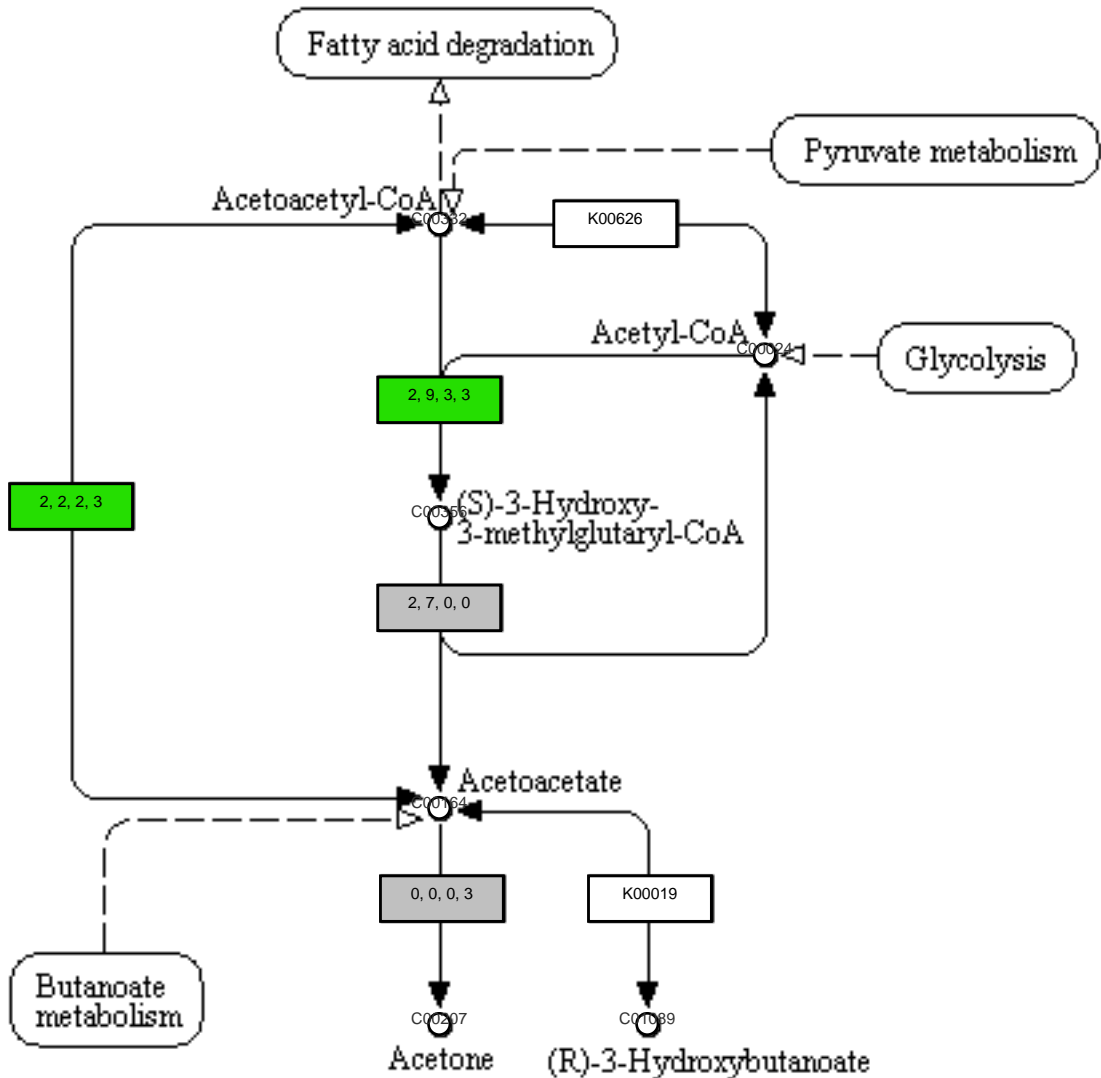 Fatty acid degradation
Pyruvate metabolism
Acetoacetyl-CoA
C00332
K00626
Acetyl-CoA
C00024
Glycolysis
2, 9, 3, 3
2, 2, 2, 3
C00356
(S)-3-Hydroxy-
3-methylglutaryl-CoA
2, 7, 0, 0
Acetoacetate
C00164
0, 0, 0, 3
K00019
Butanoate
metabolism
C00207
C01089
Acetone
(R)-3-Hydroxybutanoate